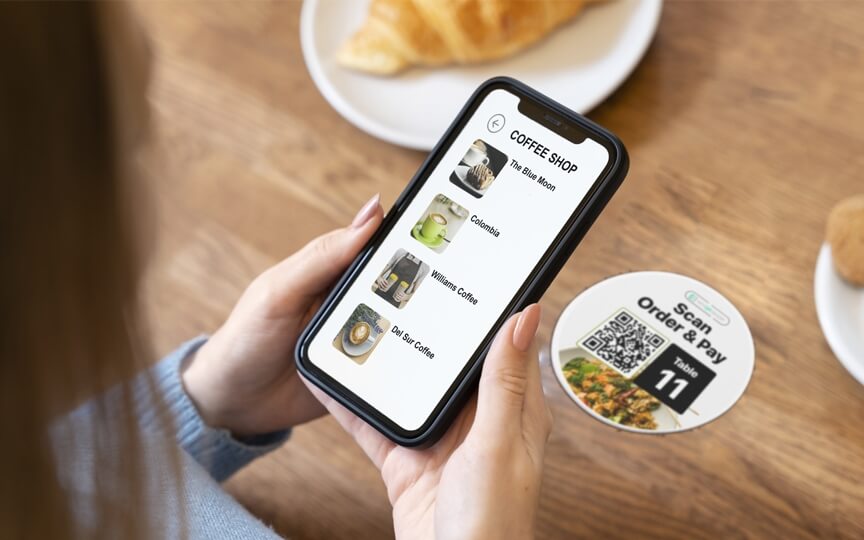 COFFEE SHOP
The Blue Moon
Colombia
Williams Coffee
Del Sur Coffee
Scan
Order & Pay
Table
11